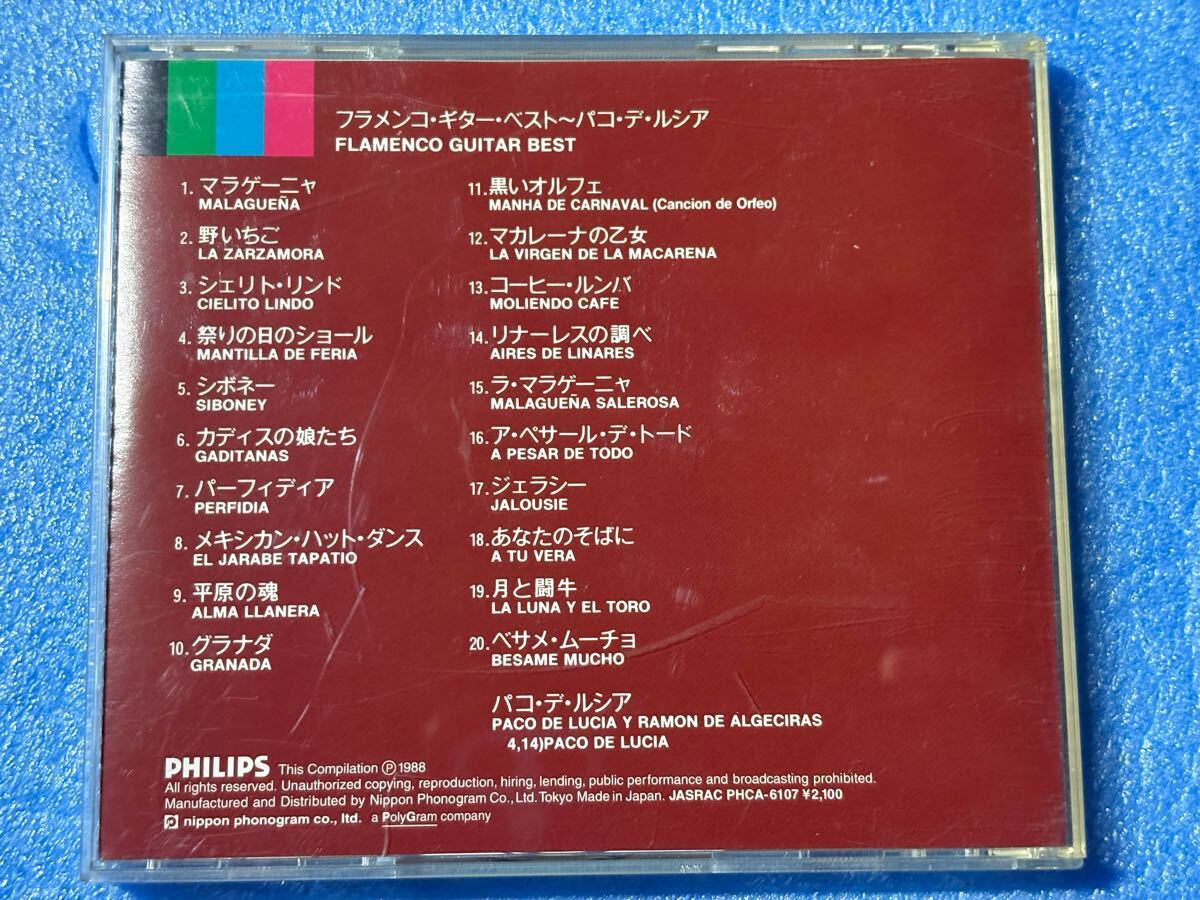 フラメンコ・ギター・ベスト～パコ・デ・ルシア
FLAMENCO GUITAR BEST
1. マラゲーニャ
MALAGUEÑA
2. 野いちご
LA ZARZAMORA
3. シェリト・リンド
CIELITO LINDO
4. 祭りの日のショール
MANTILLA DE FERIA
5. シボネー
SIBONEY
6. カディスの娘たち
GADITANAS
7. パーフィディア
PERFIDIA
8. メキシカン・ハット・ダンス
EL JARABE TAPATIO
9. 平原の魂
ALMA LLANERA
10. グラナダ
GRANADA
11. 黒いオルフェ
MANHA DE CARNAVAL (Cancion de Orfeo)
12. マカレーナの乙女
LA VIRGEN DE LA MACARENA
13. コーヒー・ルンバ
MOLIENDO CAFE
14. リナーレスの調べ
AIRES DE LINARES
15. ラ・マラゲーニャ
MALAGUEÑA SALEROSA
16. ア・ペサール・デ・トード
A PESAR DE TODO
17. ジェラシー
JALOUSIE
18. あなたのそばに
A TU VERA
19. 月と闘牛
LA LUNA Y EL TORO
20. ベサメ・ムーチョ
BESAME MUCHO
パコ・デ・ルシア
PACO DE LUCIA Y RAMON DE ALGECIRAS
4,14)PACO DE LUCIA
PHILIPS This Compilation Ⓟ1988
All rights reserved. Unauthorized copying, reproduction, hiring, lending, public performance and broadcasting prohibited.
Manufactured and Distributed by Nippon Phonogram Co., Ltd. Tokyo Made in Japan. JASRAC PHCA-6107 ¥2,100
nippon phonogram co., ltd. a PolyGram company